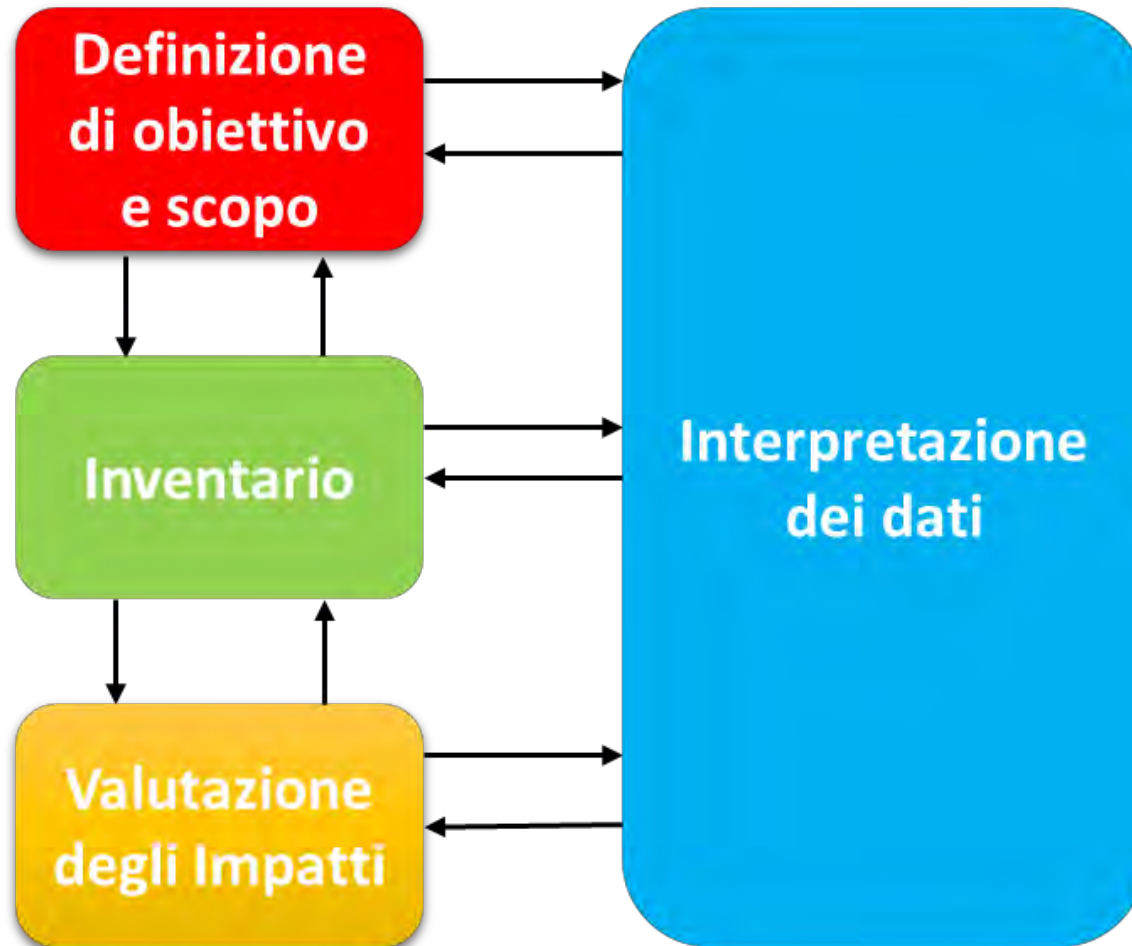 Definizione
di obiettivo
e scopo
Inventario
Valutazione
degli Impatti
Interpretazione
dei dati